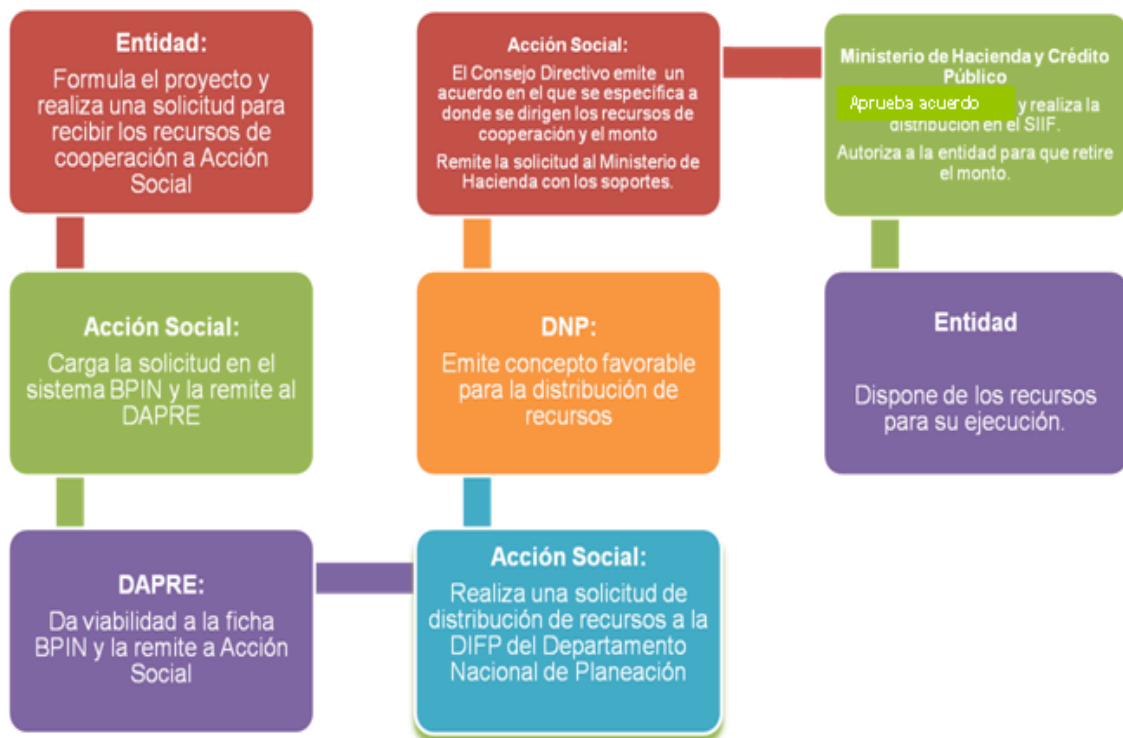 Entidad:
Formula el proyecto y
realiza una solicitud para
recibir los recursos de
cooperación a Acción
Social
Acción Social:
Carga la solicitud en el
sistema BPIN y la remite al
DAPRE
DAPRE:
Da viabilidad a la ficha
BPIN y la remite a Acción
Social
Acción Social:
Realiza una solicitud de
distribución de recursos a la
DIFP del Departamento
Nacional de Planeación
DNP:
Emite concepto favorable
para la distribución de
recursos
Acción Social:
El Consejo Directivo emite un
acuerdo en el que se específica a
donde se dirigen los recursos de
cooperación y el monto
Remite la solicitud al Ministerio de
Hacienda con los soportes.
Ministerio de Hacienda y Crédito
Público
Aprueba acuerdo y realiza la
distribución en el SIIF.
Autoriza a la entidad para que retire
el monto.
Entidad
Dispone de los recursos
para su ejecución.